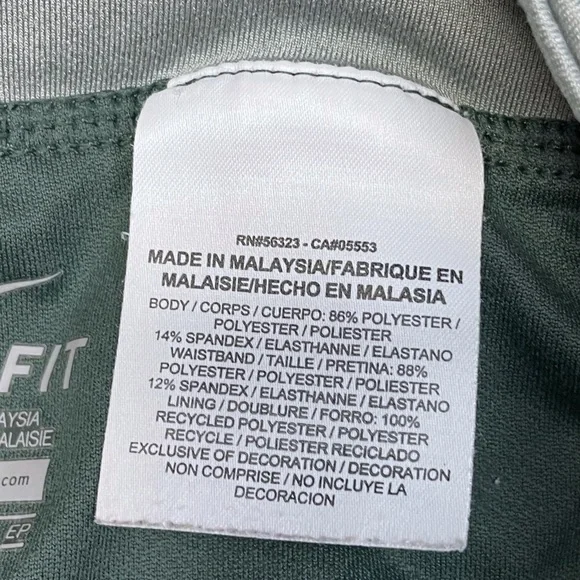 RN#56323 - CA#05553
MADE IN MALAYSIA/FABRIQUE EN
MALAISIE/HECHO EN MALASIA
BODY / CORPS / CUERPO: 86% POLYESTER /
POLYESTER / POLIESTER
14% SPANDEX / ELASTHANNE / ELASTANO
WAISTBAND / TAILLE / PRETINA: 88%
POLYESTER / POLYESTER / POLIESTER
12% SPANDEX / ELASTHANNE / ELASTANO
LINING / DOUBLURE / FORRO: 100%
RECYCLED POLYESTER / POLYESTER
RECYCLE / POLIESTER RECICLADO
EXCLUSIVE OF DECORATION / DECORATION
NON COMPRISE / NO INCLUYE LA
DECORACION
FIT
AYSIA
ALAISIE
.com
EP